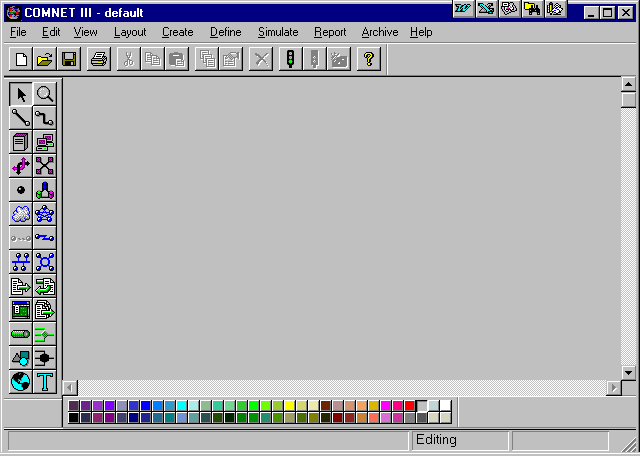 COMNET III - default
File Edit View Layout Create Define Simulate Report Archive Help
Editing